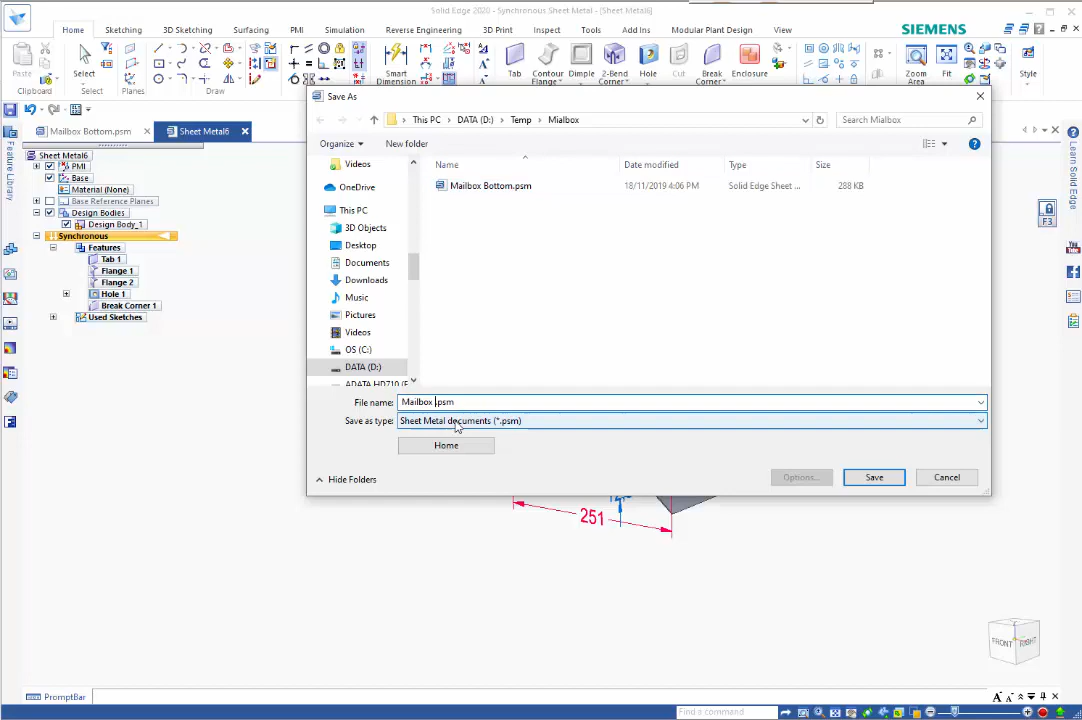 Solid Edge 2020 - Synchronous Sheet Metal - [Sheet Metal6]
Home Sketching Surfacing 3D Sketching PMI Simulation Reverse Engineering 3D Print Inspect Tools Add Ins Modular Plant Design View SIEMENS
Paste Select Smart Dimension Tab Contour Flange Dimple 2-Bend Corner Hole Cut Break Corner Enclosure Zoom Area Fit Style
Clipboard Select Planes Draw
Mailbox Bottom.psm Sheet Metal6
Feature Library
Learn Solid Edge
Sheet Metal6
PMI
Base
Material (None)
Base Reference Planes
Design Bodies
Design Body_1
Synchronous
Features
Tab 1
Flange 1
Flange 2
Hole 1
Break Corner 1
Used Sketches
Save As
This PC > DATA (D:) > Temp > Mialbox
Search Mialbox
Organize New folder
Name Date modified Type Size
Mailbox Bottom.psm 18/11/2019 4:06 PM Solid Edge Sheet ... 288 KB
Videos
OneDrive
This PC
3D Objects
Desktop
Documents
Downloads
Music
Pictures
Videos
OS (C:)
DATA (D:)
File name: Mailbox .psm
Save as type: Sheet Metal documents (*.psm)
Home
Hide Folders Options... Save Cancel
251
F3
FRONT RIGHT
PromptBar
Find a command